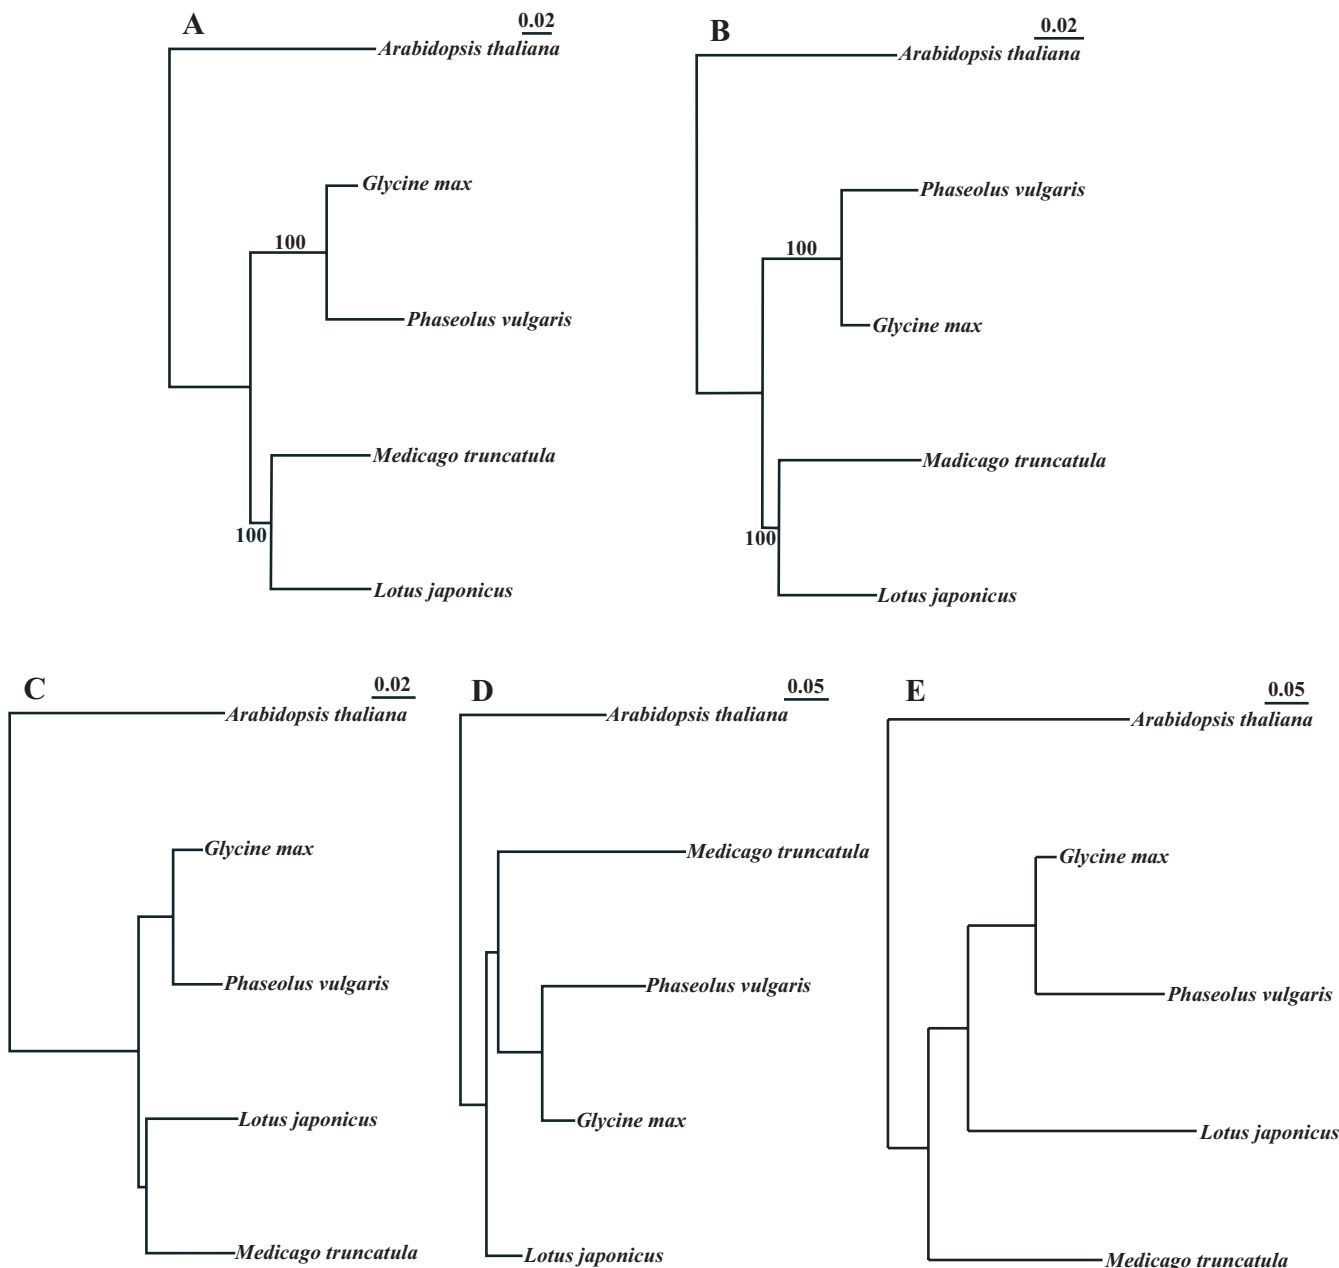 A
0.02
Arabidopsis thaliana
Glycine max
100
Phaseolus vulgaris
Medicago truncatula
100
Lotus japonicus
B
0.02
Arabidopsis thaliana
Phaseolus vulgaris
100
Glycine max
Madicago truncatula
100
Lotus japonicus
C
0.02
Arabidopsis thaliana
Glycine max
Phaseolus vulgaris
Lotus japonicus
Medicago truncatula
D
0.05
Arabidopsis thaliana
Medicago truncatula
Phaseolus vulgaris
Glycine max
Lotus japonicus
E
0.05
Arabidopsis thaliana
Glycine max
Phaseolus vulgaris
Lotus japonicus
Medicago truncatula